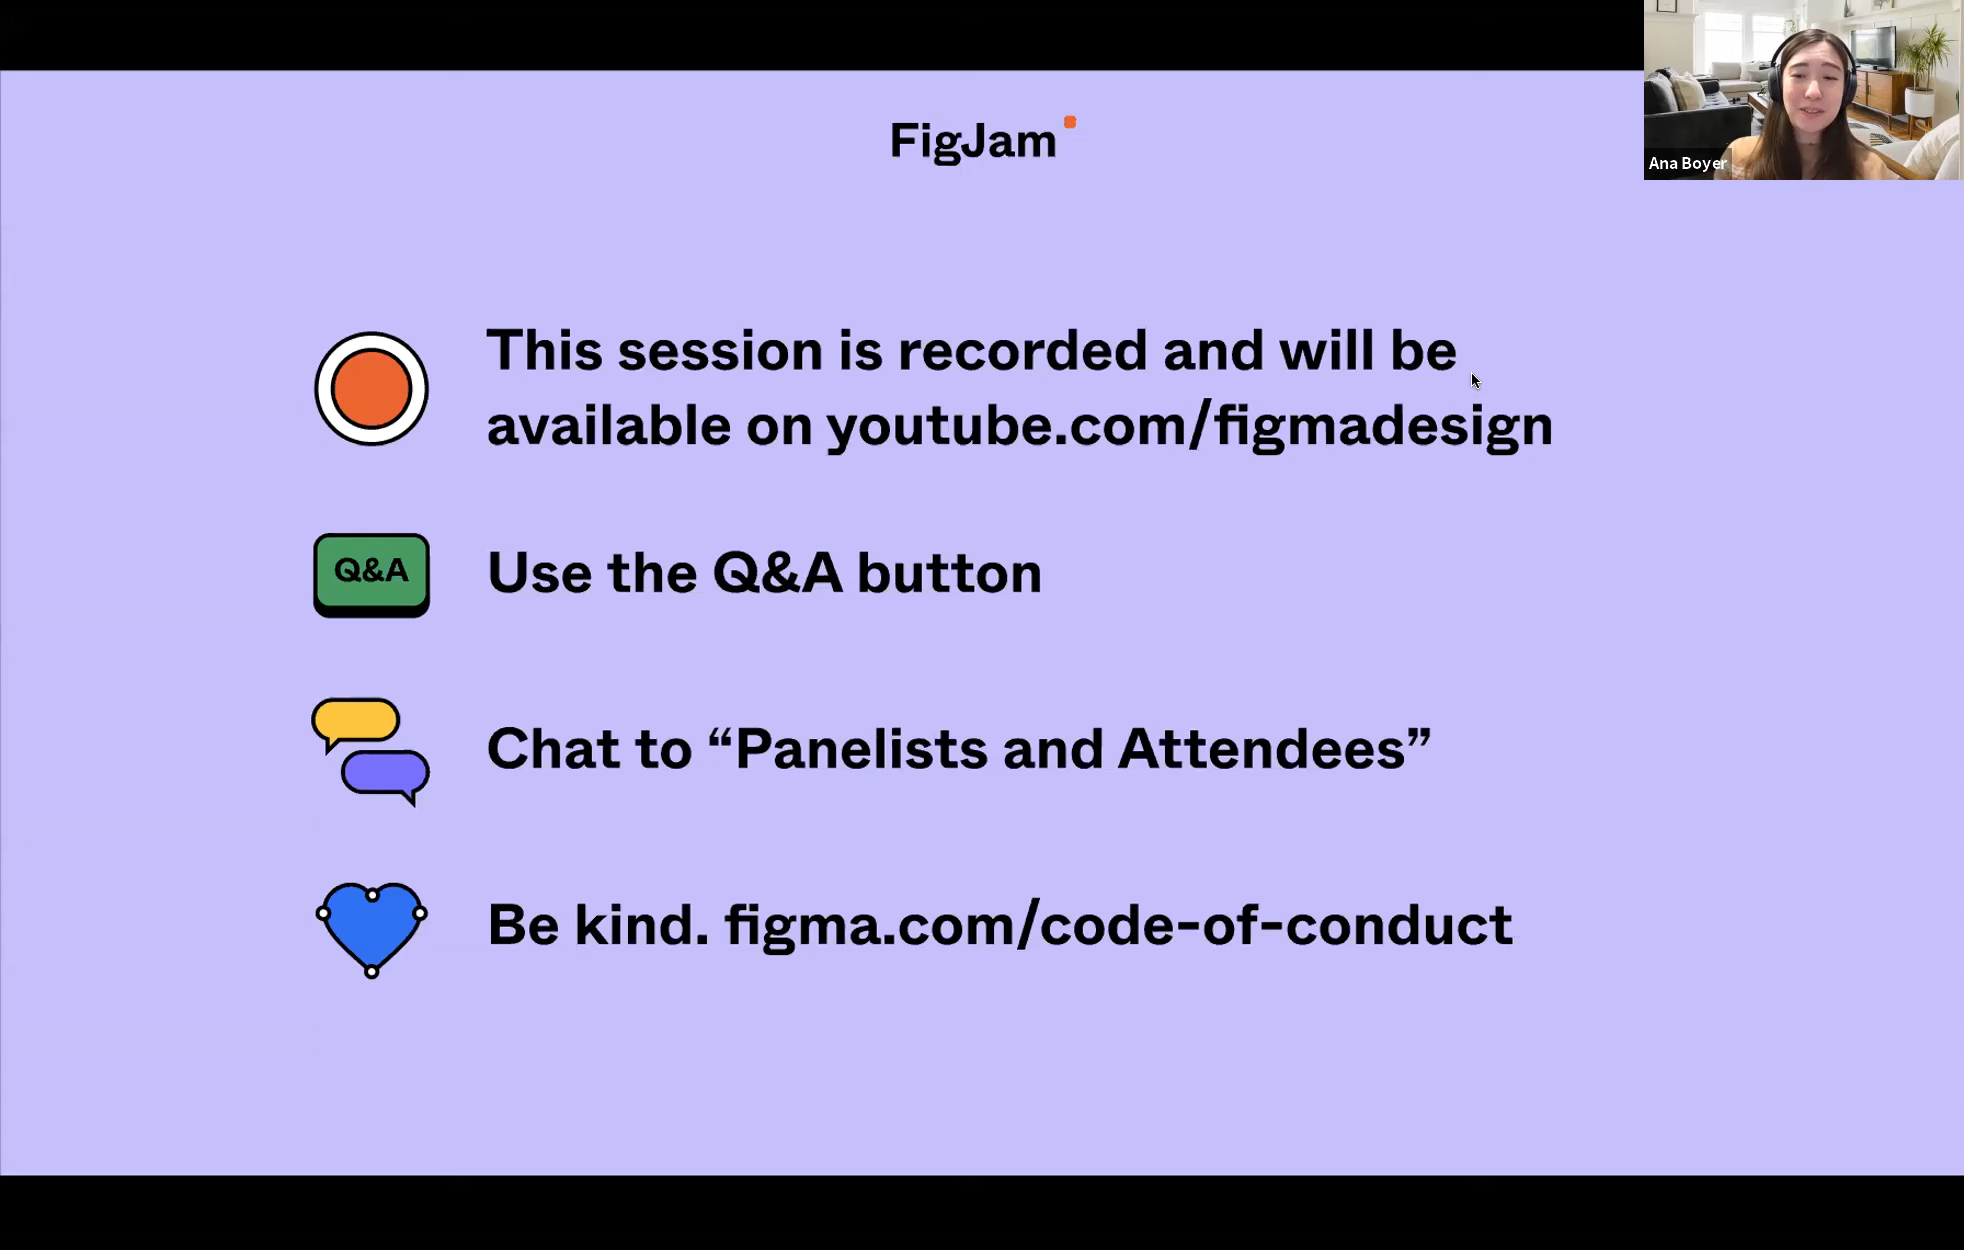 FigJam
Ana Boyer
This session is recorded and will be
available on youtube.com/figmadesign
Q&A
Use the Q&A button
Chat to “Panelists and Attendees”
Be kind. figma.com/code-of-conduct